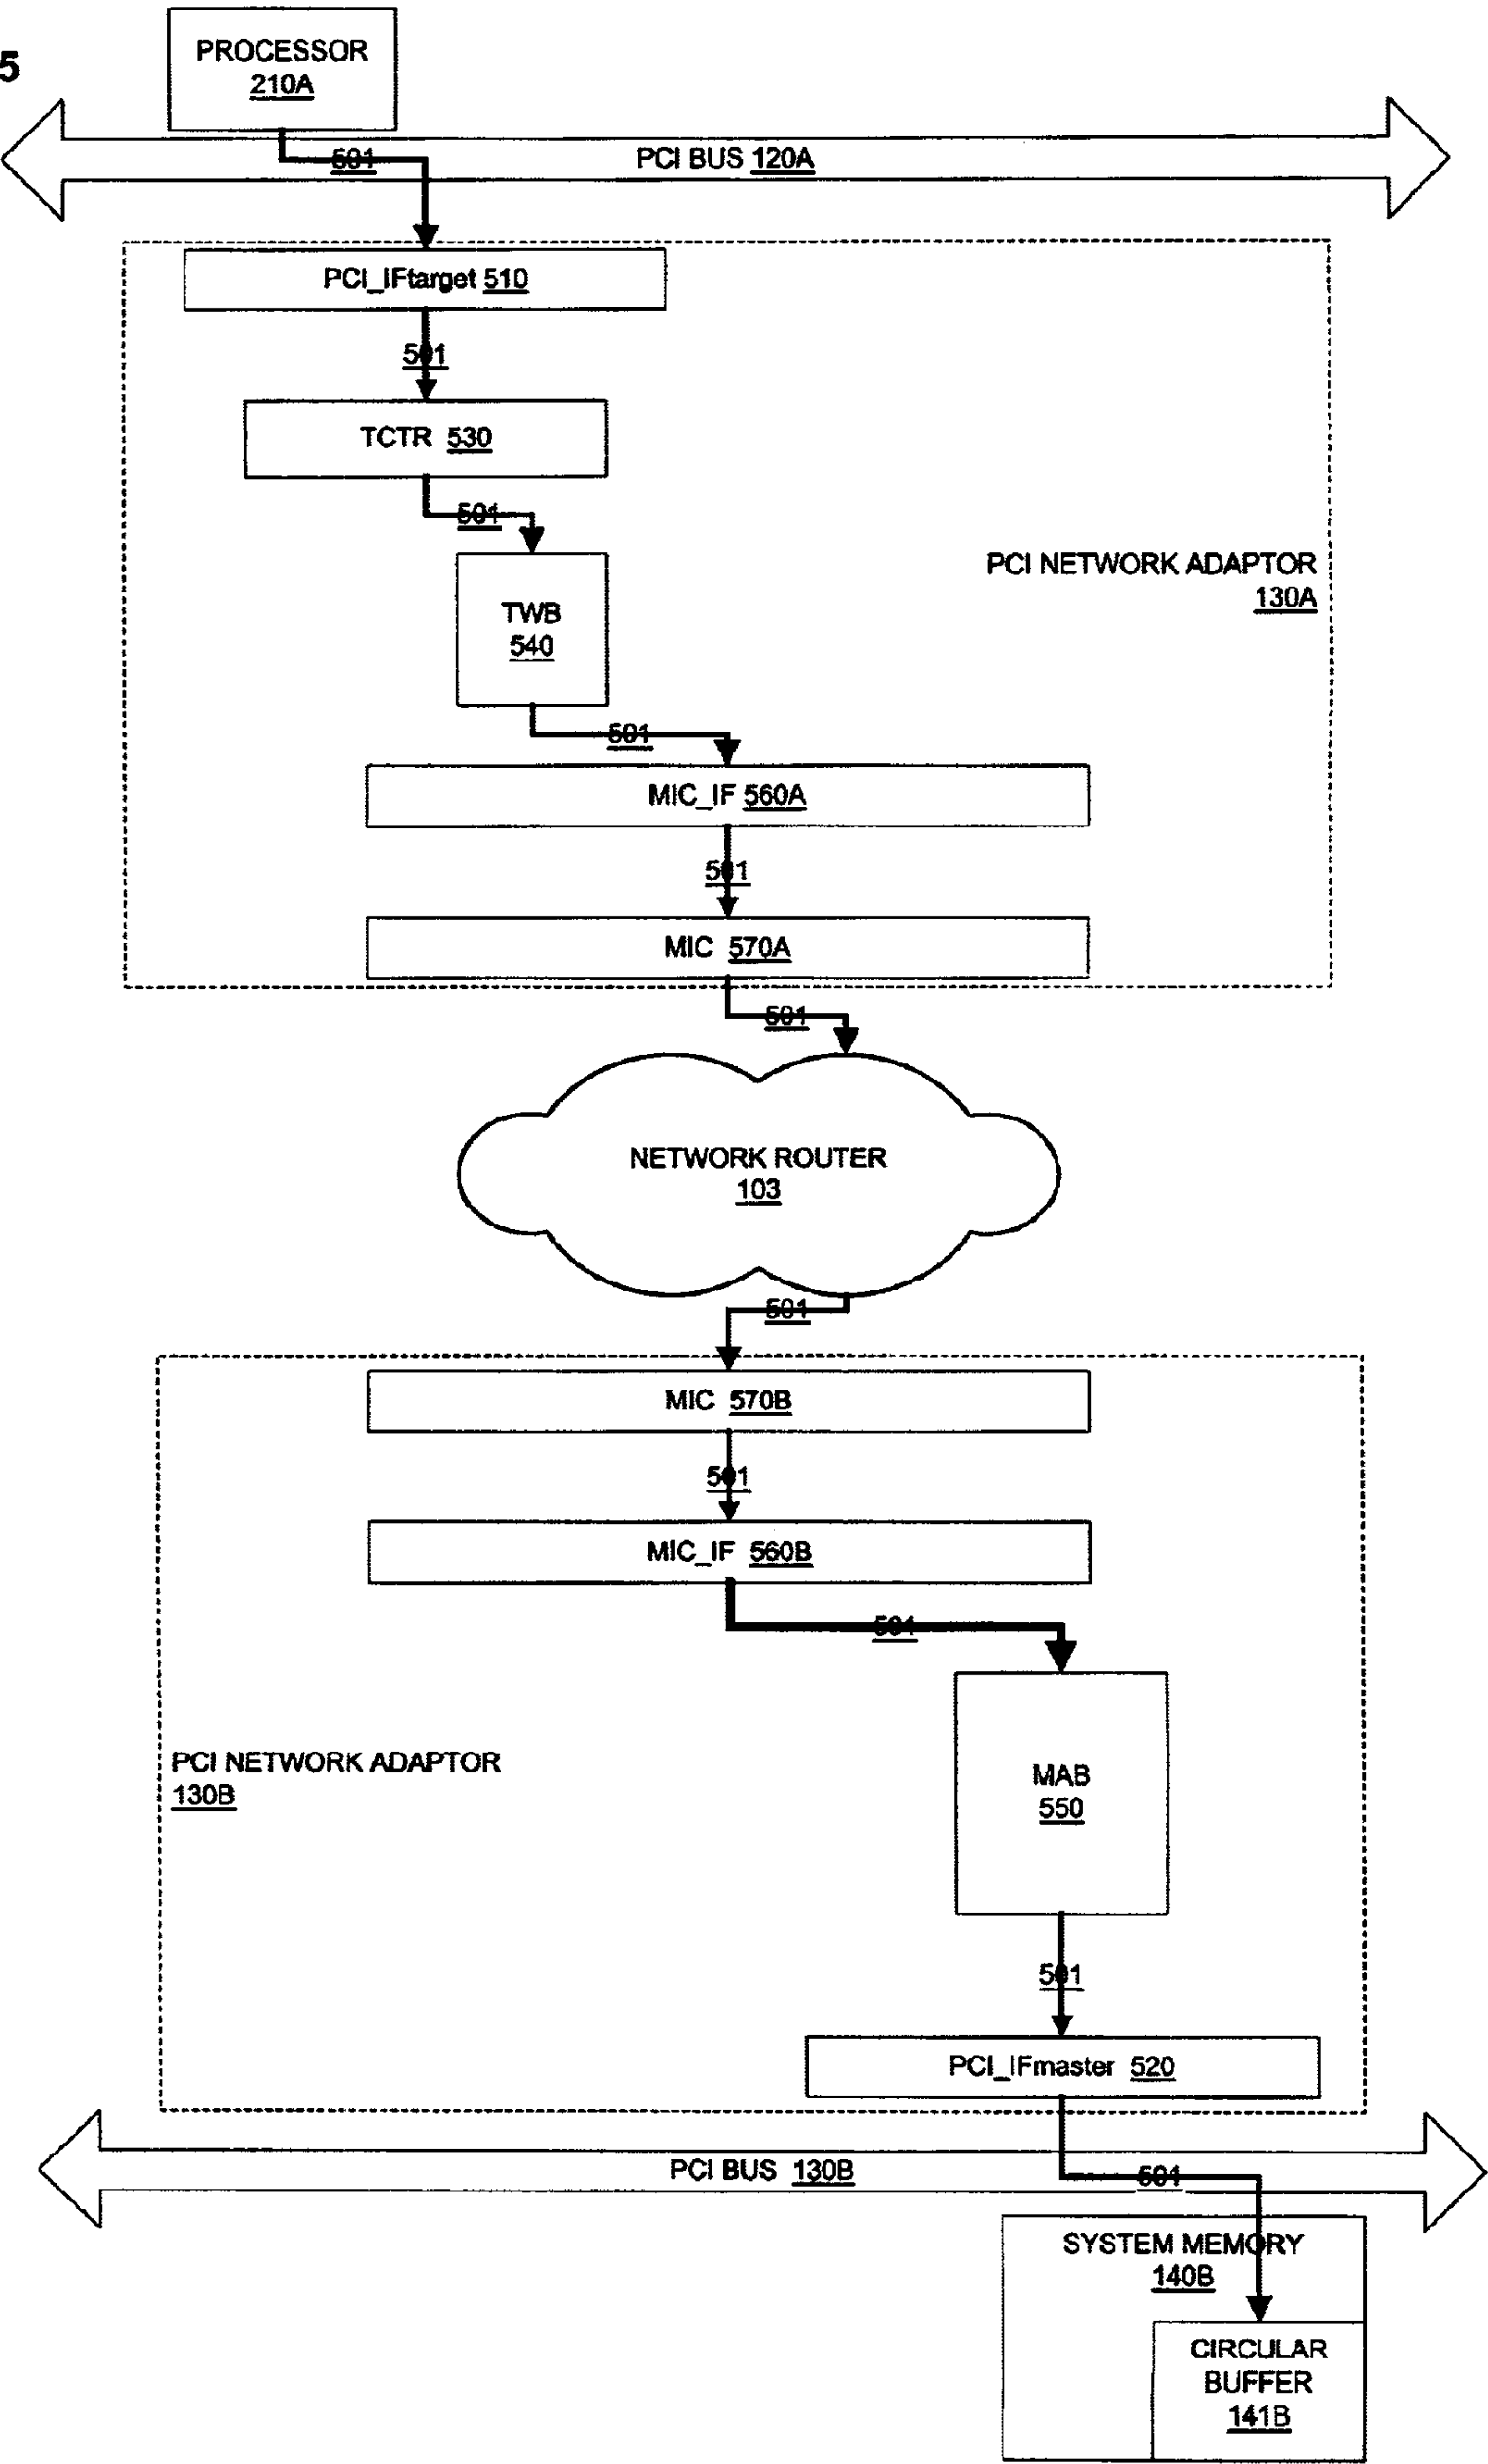 5
PROCESSOR
210A
501
PCI BUS 120A
PCI_IFtarget 510
501
TCTR 530
501
PCI NETWORK ADAPTOR
130A
TWB
540
501
MIC_IF 560A
501
MIC 570A
501
NETWORK ROUTER
103
501
MIC 570B
501
MIC_IF 560B
501
PCI NETWORK ADAPTOR
130B
MAB
550
501
PCI_IFmaster 520
PCI BUS 130B
501
SYSTEM MEMORY
140B
CIRCULAR
BUFFER
141B